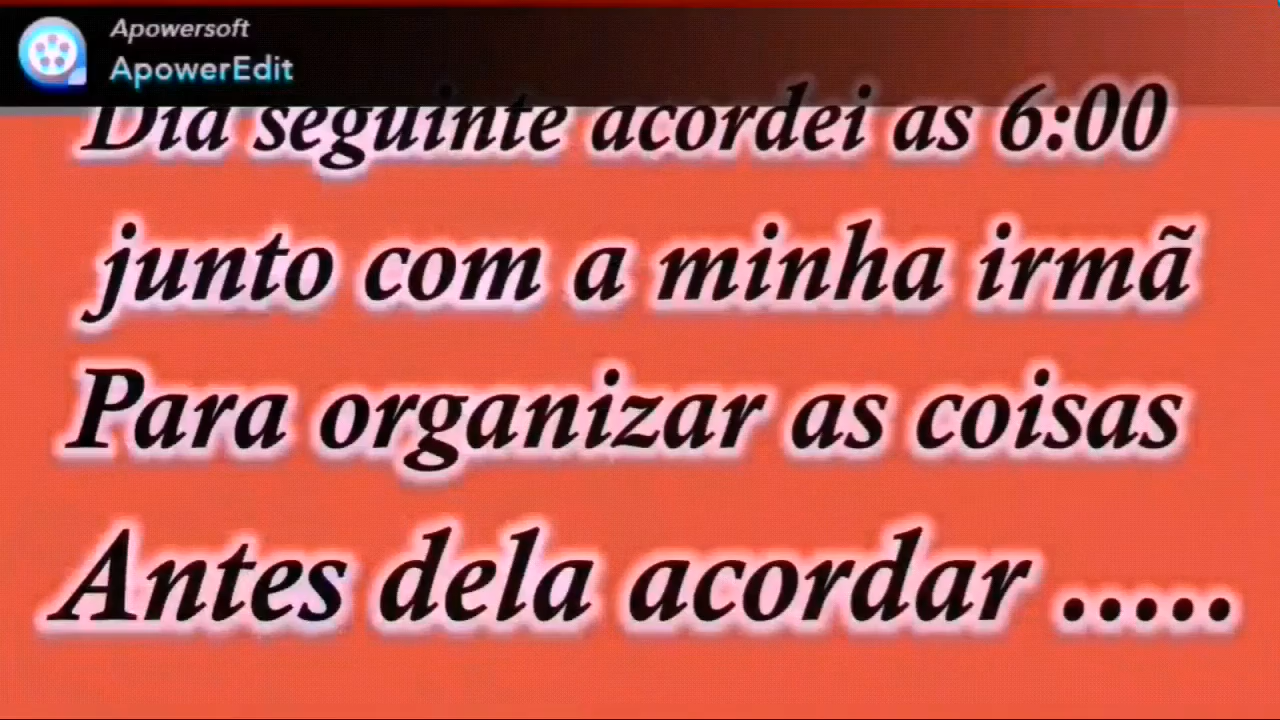 Apowersoft
ApowerEdit
Dia seguinte acordei as 6:00
junto com a minha irmã
Para organizar as coisas
Antes dela acordar .....